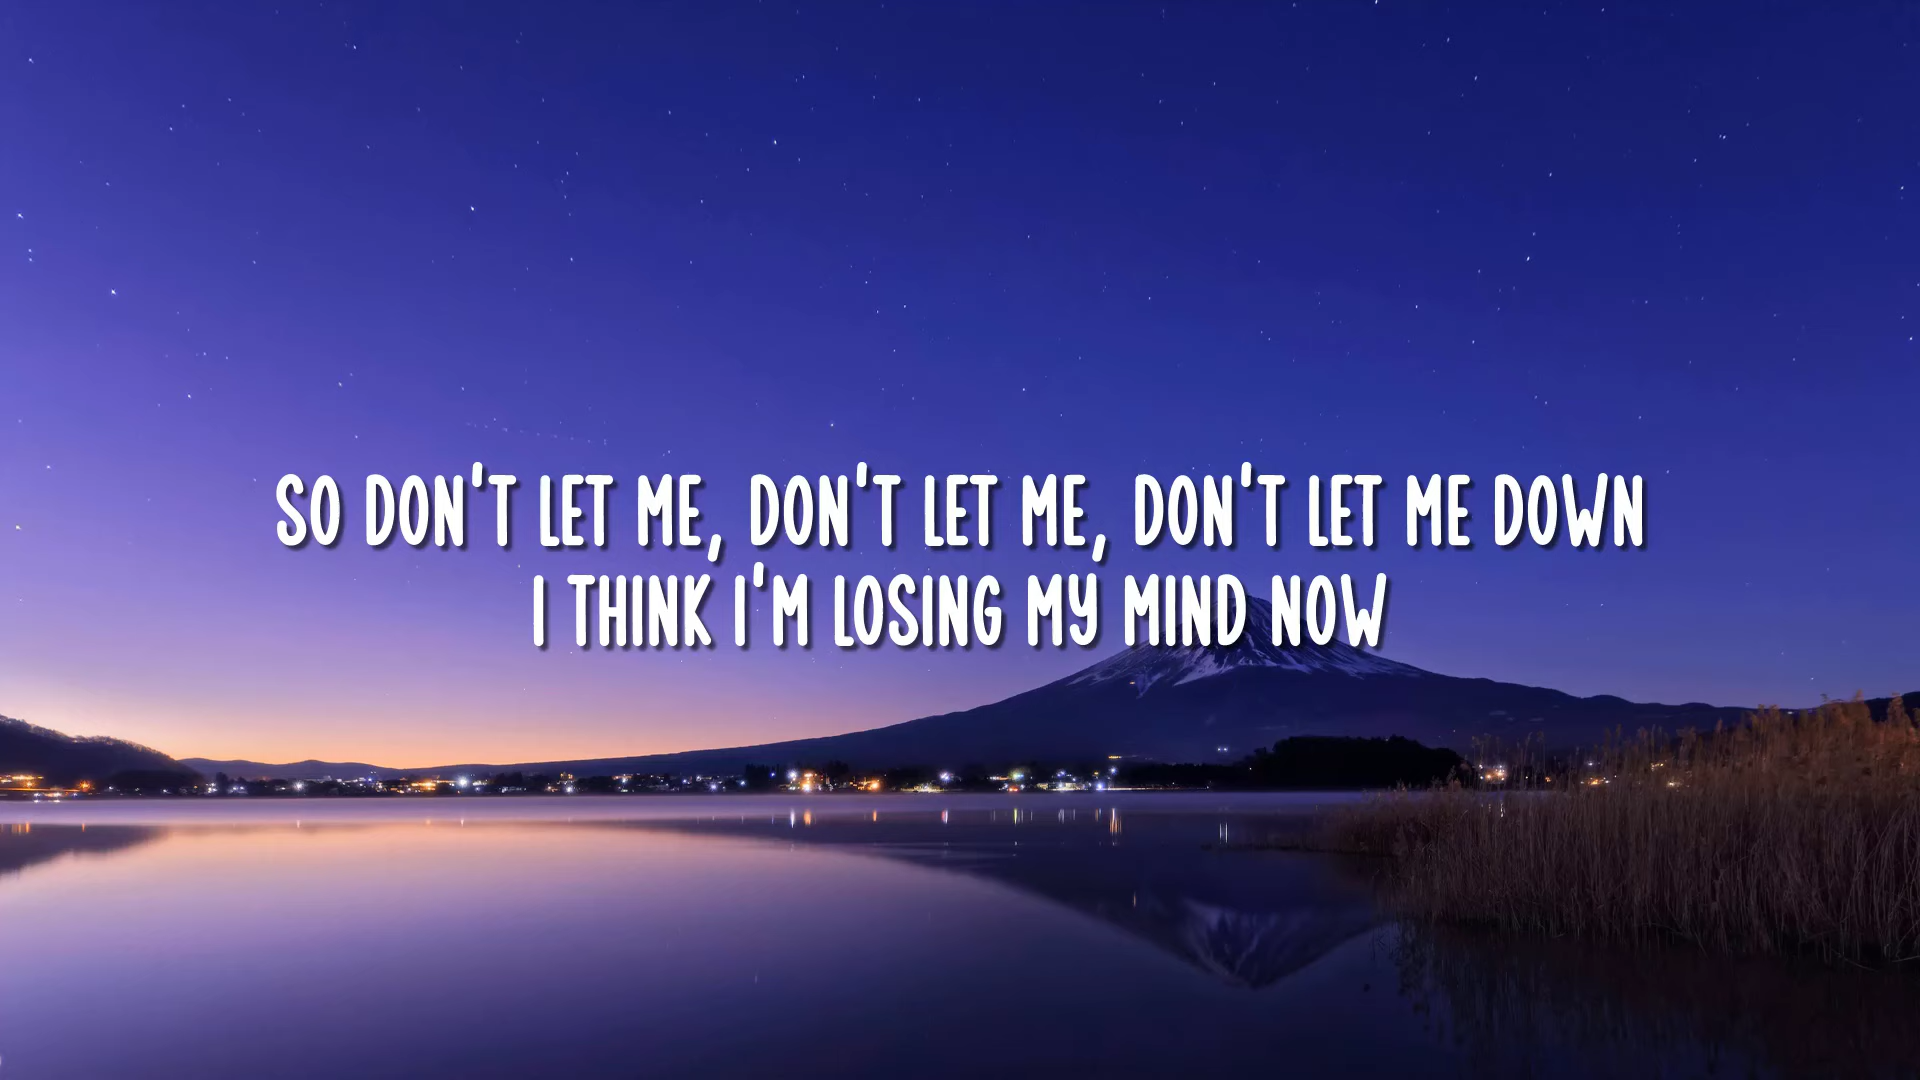 SO DON'T LET ME, DON'T LET ME, DON'T LET ME DOWN
I THINK I'M LOSING MY MIND NOW